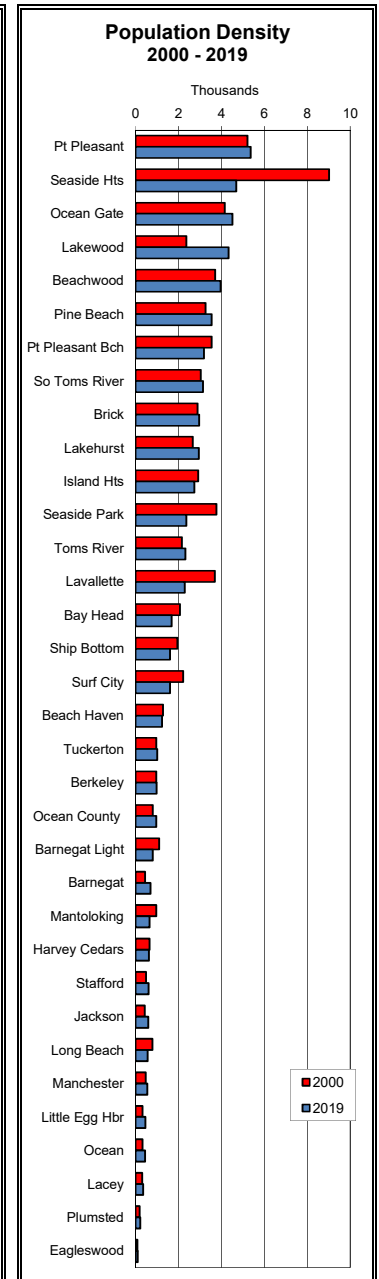 Population Density
2000 - 2019
Thousands
0 2 4 6 8 10
Pt Pleasant
Seaside Hts
Ocean Gate
Lakewood
Beachwood
Pine Beach
Pt Pleasant Bch
So Toms River
Brick
Lakehurst
Island Hts
Seaside Park
Toms River
Lavallette
Bay Head
Ship Bottom
Surf City
Beach Haven
Tuckerton
Berkeley
Ocean County
Barnegat Light
Barnegat
Mantoloking
Harvey Cedars
Stafford
Jackson
Long Beach
Manchester
Little Egg Hbr
Ocean
Lacey
Plumsted
Eagleswood
2000
2019